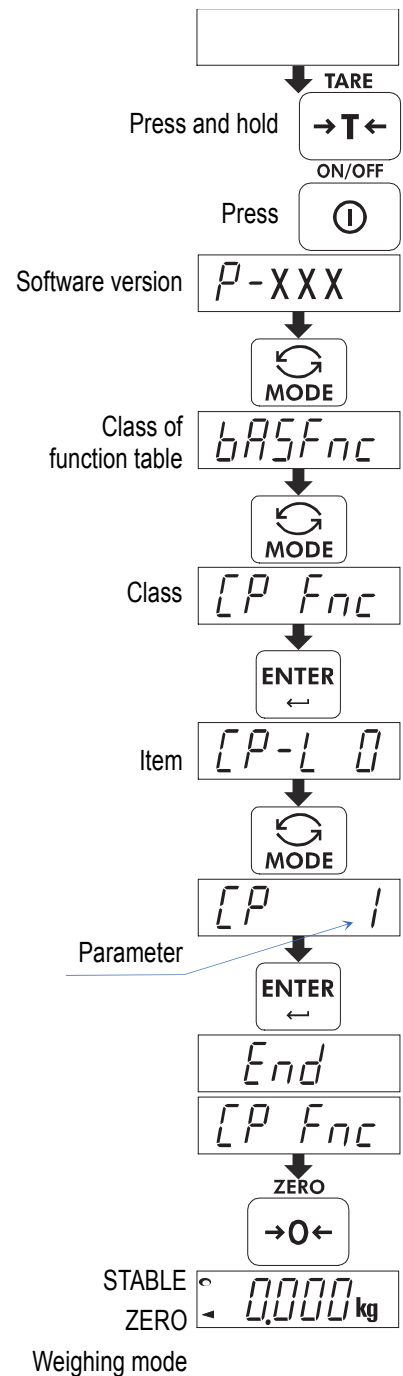 TARE
Press and hold →T←
ON/OFF
Press
Software version P-XXX
MODE
Class of
function table bASFnc
MODE
Class CP Fnc
ENTER
Item CP-L 0
MODE
CP 1
Parameter
ENTER
End
CP Fnc
ZERO
→0←
STABLE
ZERO 0.000 kg
Weighing mode